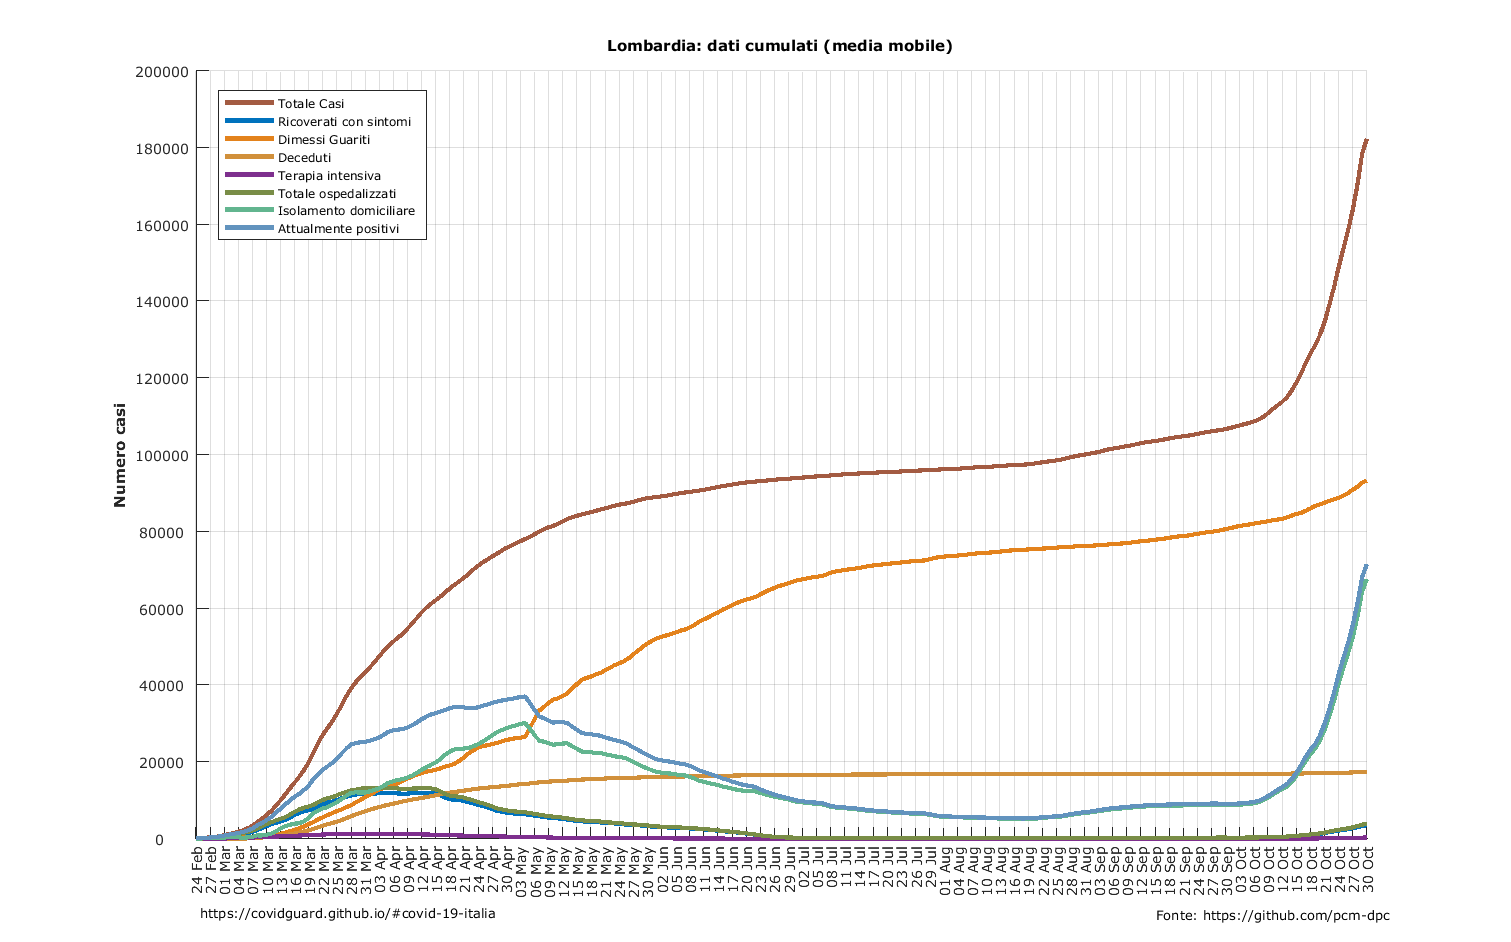 Lombardia: dati cumulati (media mobile)
200000
180000
160000
140000
120000
100000
80000
60000
40000
20000
0
Numero casi
Totale Casi
Ricoverati con sintomi
Dimessi Guariti
Deceduti
Terapia intensiva
Totale ospedalizzati
Isolamento domiciliare
Attualmente positivi
24 Feb
27 Feb
01 Mar
04 Mar
07 Mar
10 Mar
13 Mar
16 Mar
19 Mar
22 Mar
25 Mar
28 Mar
31 Mar
03 Apr
06 Apr
09 Apr
12 Apr
15 Apr
18 Apr
21 Apr
24 Apr
27 Apr
30 Apr
03 May
06 May
09 May
12 May
15 May
18 May
21 May
24 May
27 May
30 May
02 Jun
05 Jun
08 Jun
11 Jun
14 Jun
17 Jun
20 Jun
23 Jun
26 Jun
29 Jun
02 Jul
05 Jul
08 Jul
11 Jul
14 Jul
17 Jul
20 Jul
23 Jul
26 Jul
29 Jul
01 Aug
04 Aug
07 Aug
10 Aug
13 Aug
16 Aug
19 Aug
22 Aug
25 Aug
28 Aug
31 Aug
03 Sep
06 Sep
09 Sep
12 Sep
15 Sep
18 Sep
21 Sep
24 Sep
27 Sep
30 Sep
03 Oct
06 Oct
09 Oct
12 Oct
15 Oct
18 Oct
21 Oct
24 Oct
27 Oct
30 Oct
https://covidguard.github.io/#covid-19-italia
Fonte: https://github.com/pcm-dpc